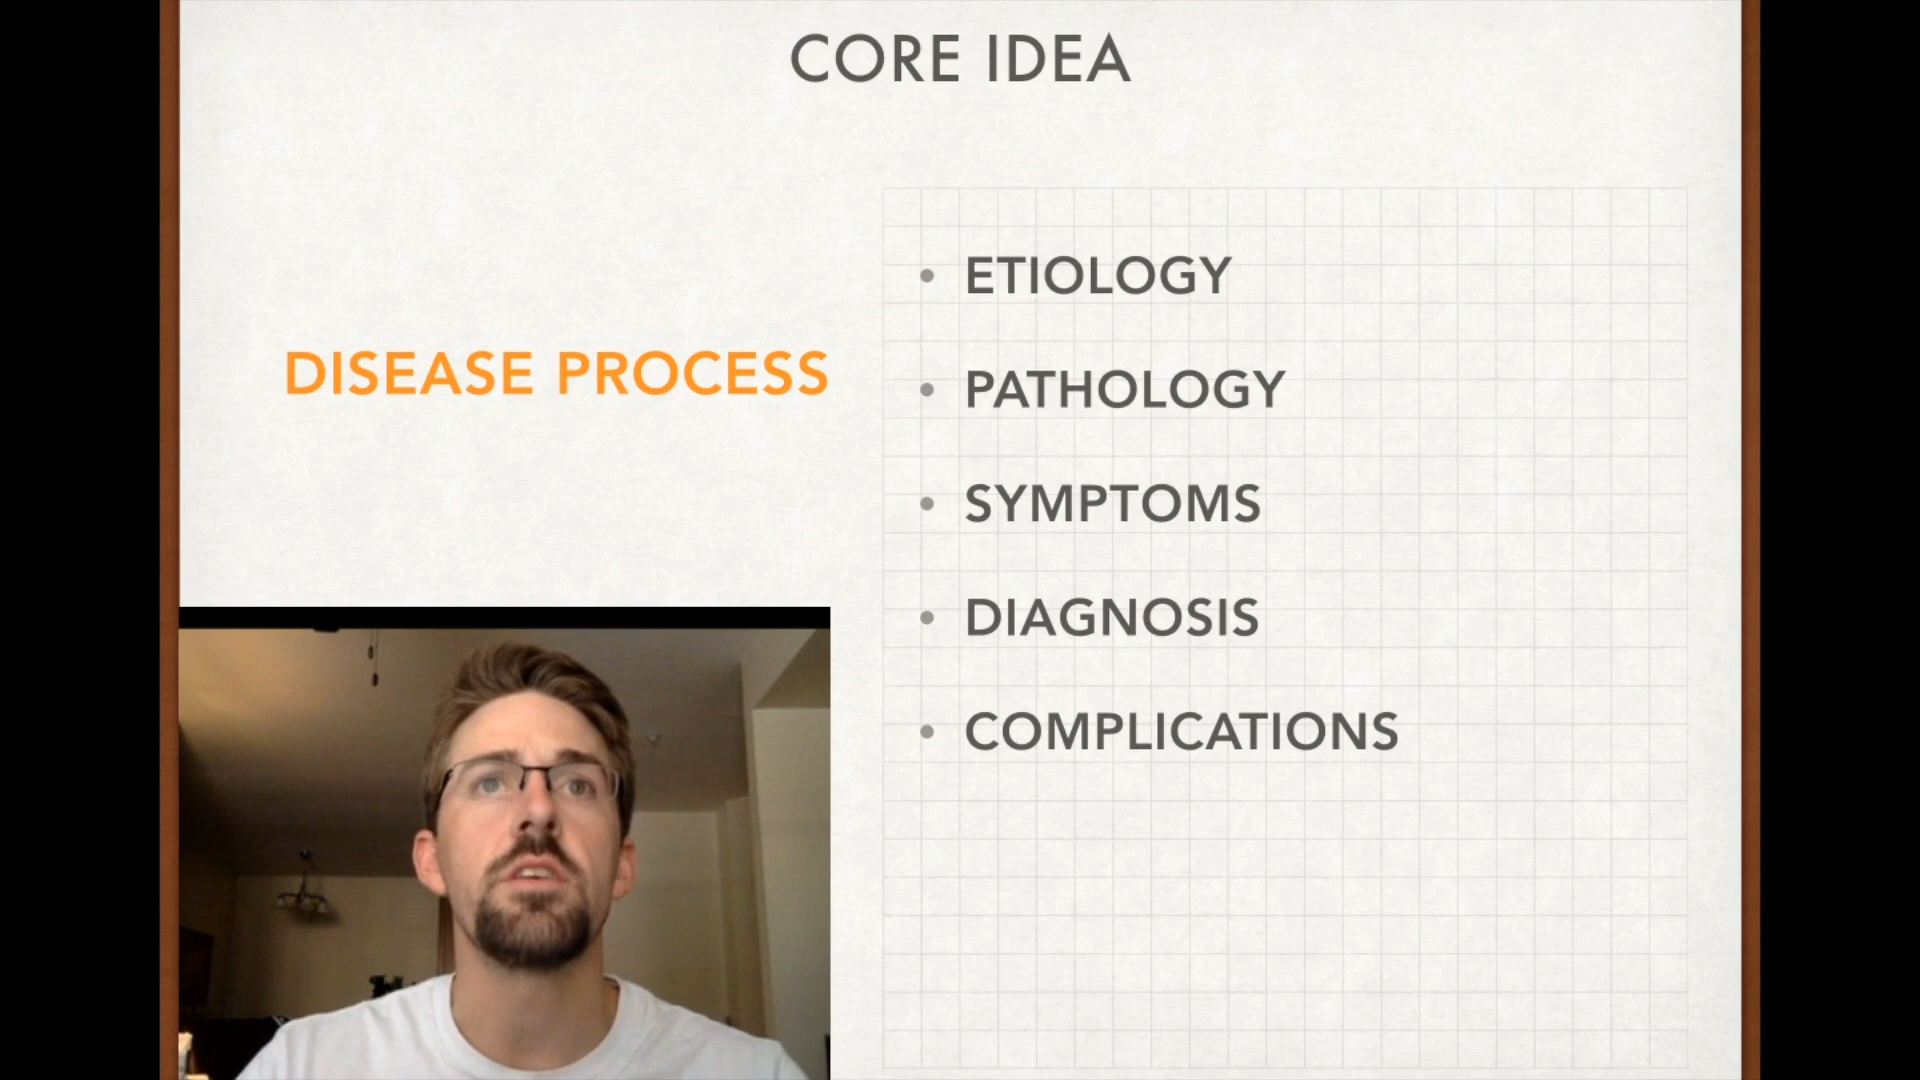 CORE IDEA
DISEASE PROCESS
• ETIOLOGY
• PATHOLOGY
• SYMPTOMS
• DIAGNOSIS
• COMPLICATIONS